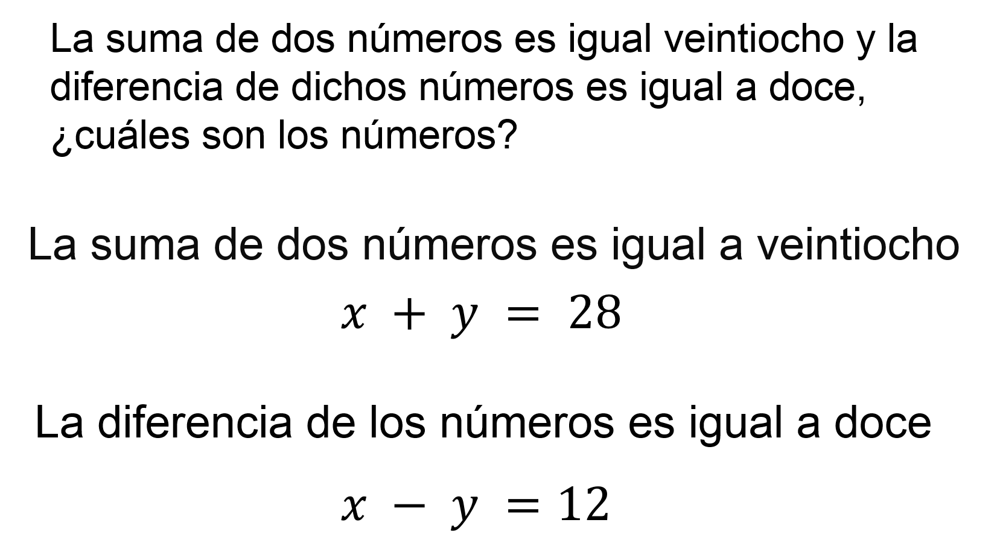 La suma de dos números es igual veintiocho y la
diferencia de dichos números es igual a doce,
¿cuáles son los números?
La suma de dos números es igual a veintiocho
x + y = 28
La diferencia de los números es igual a doce
x − y = 12